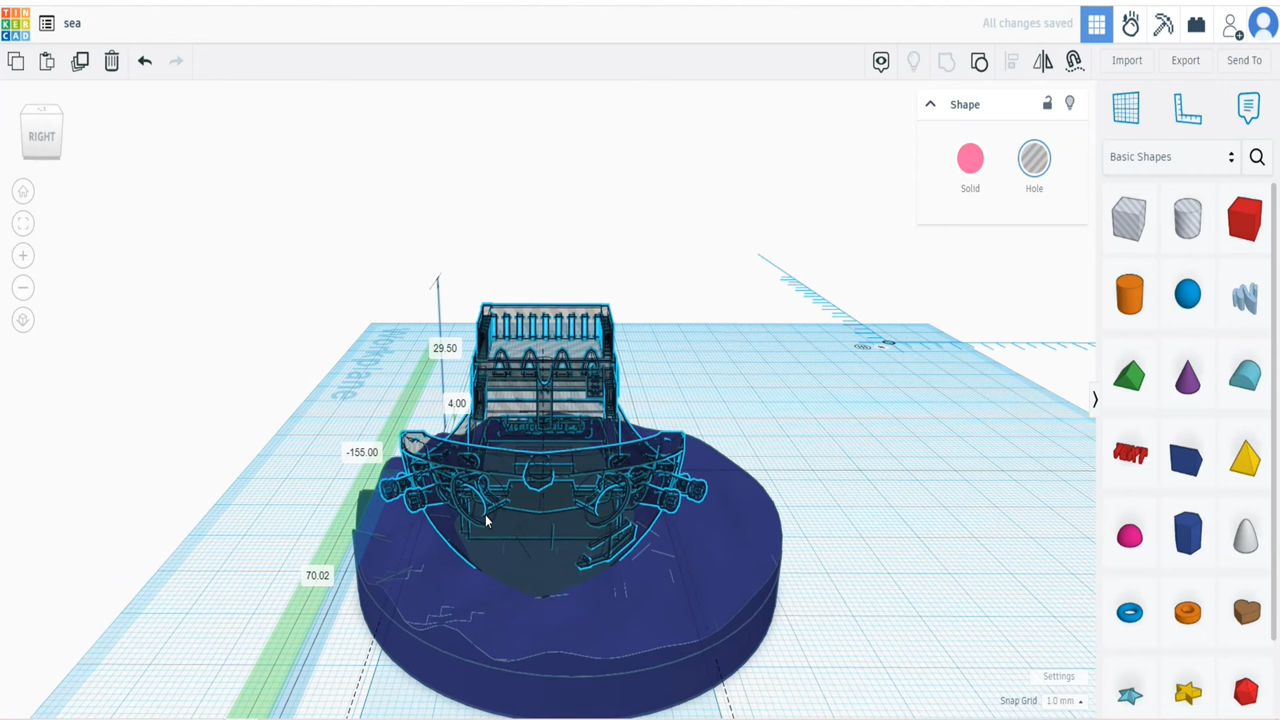 TIN
KER
CAD
sea
All changes saved
Import
Export
Send To
RIGHT
Shape
Solid
Hole
Basic Shapes
Workplane
29.50
4.00
-155.00
70.02
Settings
Snap Grid 1.0 mm